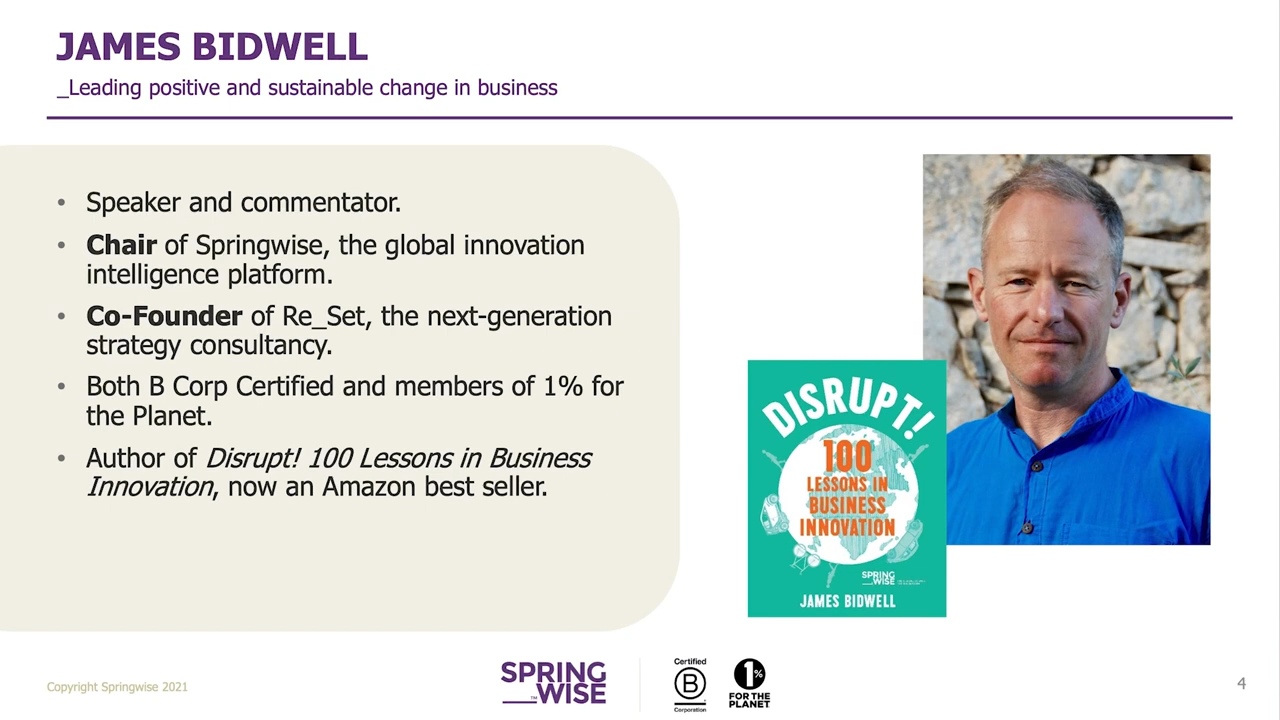 JAMES BIDWELL
_Leading positive and sustainable change in business
• Speaker and commentator.
• Chair of Springwise, the global innovation
intelligence platform.
• Co-Founder of Re_Set, the next-generation
strategy consultancy.
• Both B Corp Certified and members of 1% for
the Planet.
• Author of Disrupt! 100 Lessons in Business
Innovation, now an Amazon best seller.
DISRUPT!
100
LESSONS IN
BUSINESS
INNOVATION
SPRING
__WISE
JAMES BIDWELL
Copyright Springwise 2021
SPRING
__WISE
TM
Certified
B
Corporation
1%
FOR THE
PLANET
4